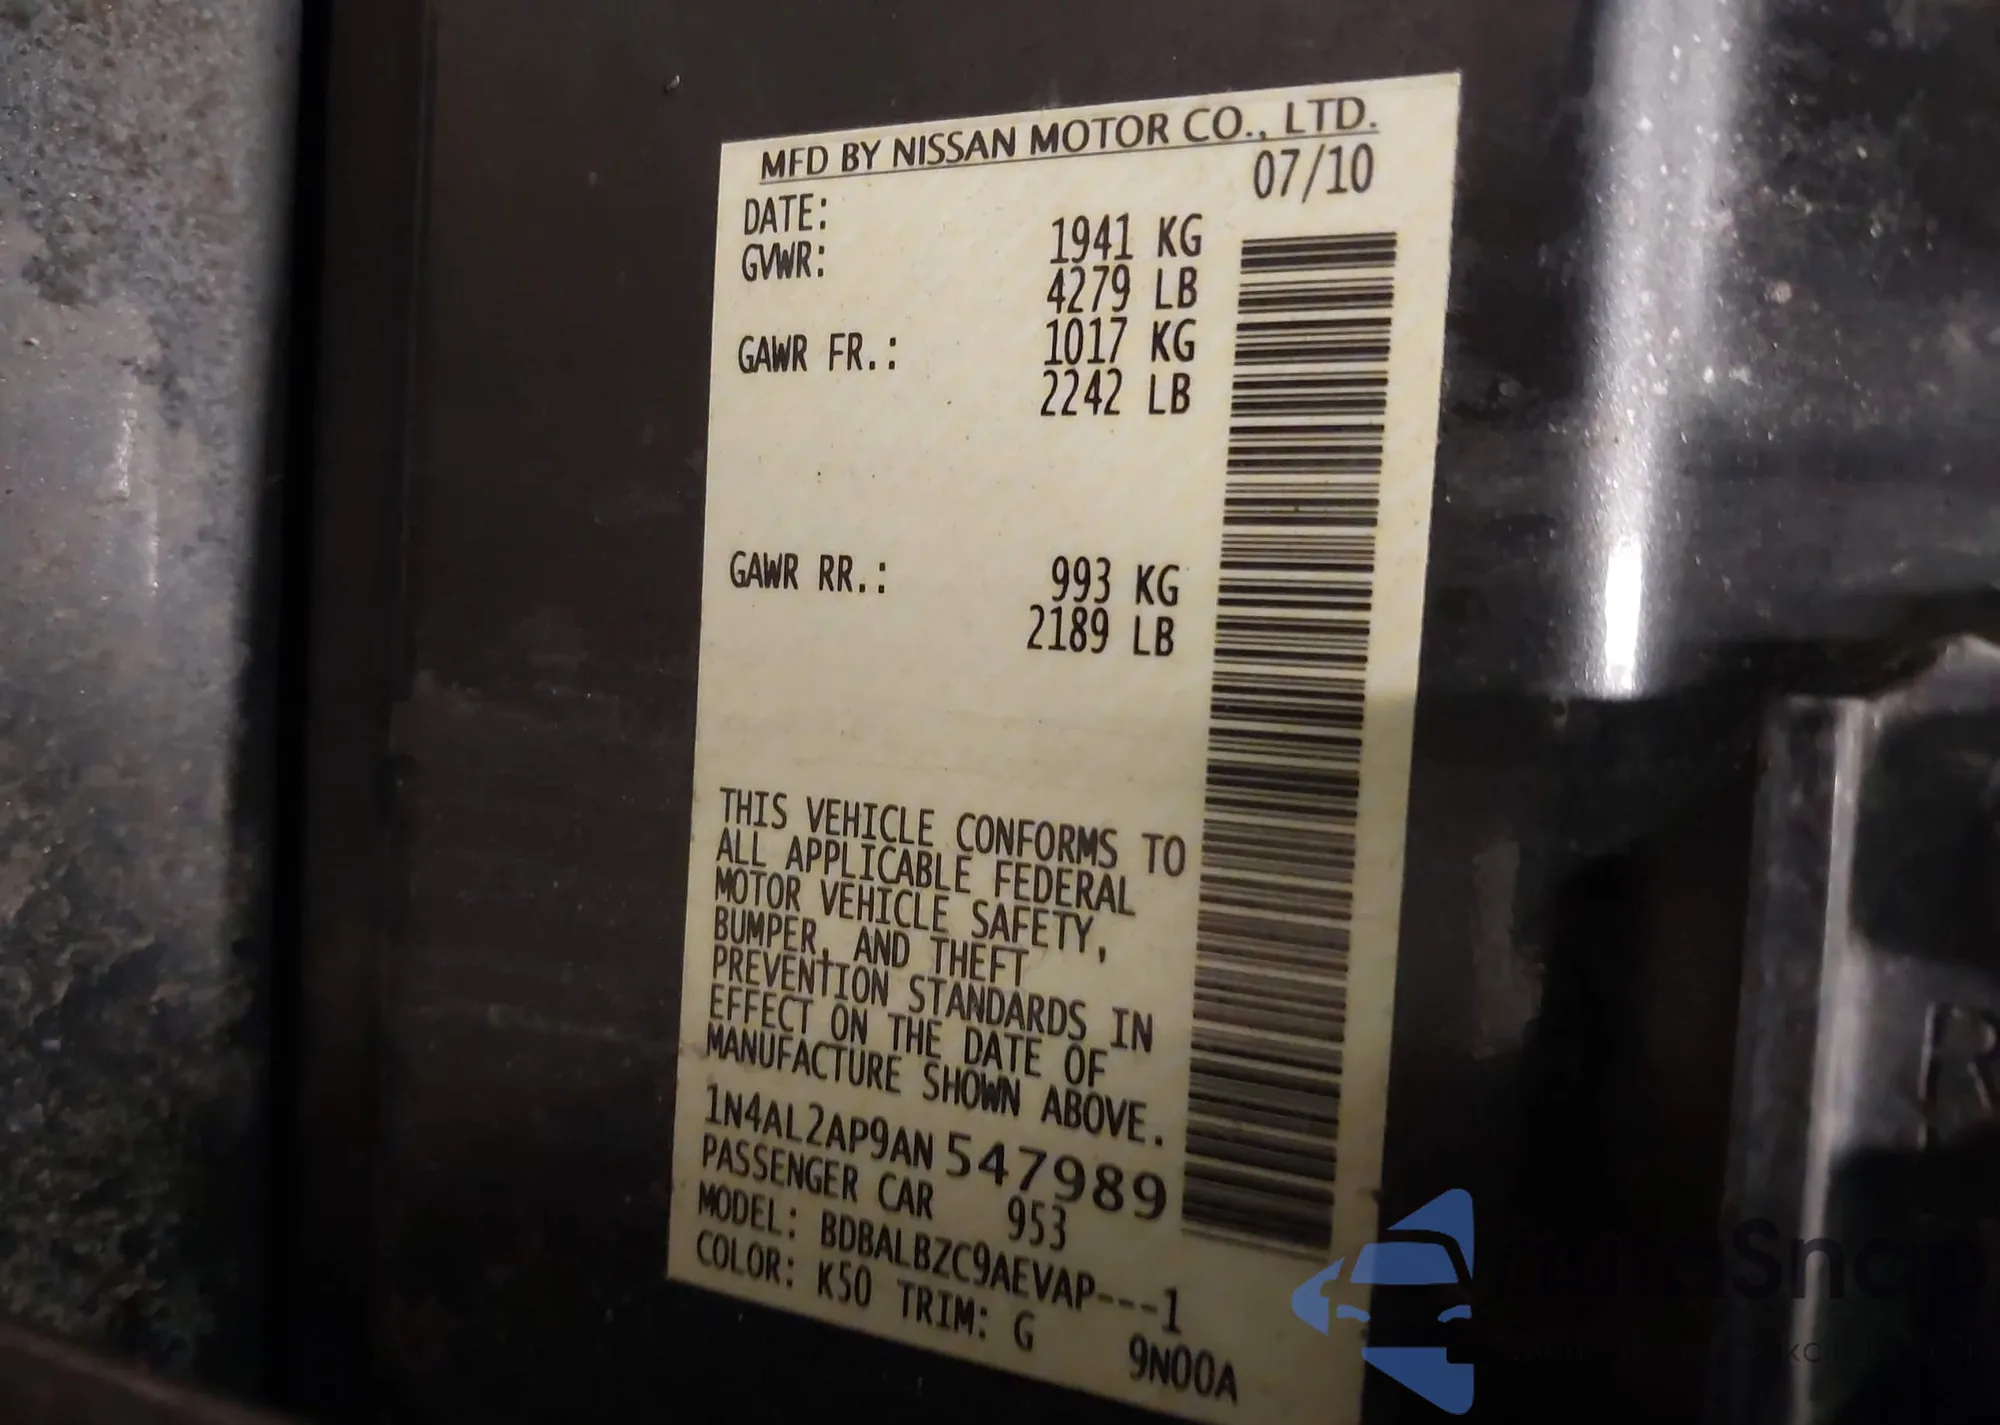 MFD BY NISSAN MOTOR CO., LTD.
DATE: 07/10
GVWR: 1941 KG
4279 LB
GAWR FR.: 1017 KG
2242 LB
GAWR RR.: 993 KG
2189 LB
THIS VEHICLE CONFORMS TO
ALL APPLICABLE FEDERAL
MOTOR VEHICLE SAFETY,
BUMPER, AND THEFT
PREVENTION STANDARDS IN
EFFECT ON THE DATE OF
MANUFACTURE SHOWN ABOVE.
1N4AL2AP9AN547989
PASSENGER CAR 953
MODEL: BDBALBZC9AEVAP---1
COLOR: K50 TRIM: G 9N00A
R
AutoSnap